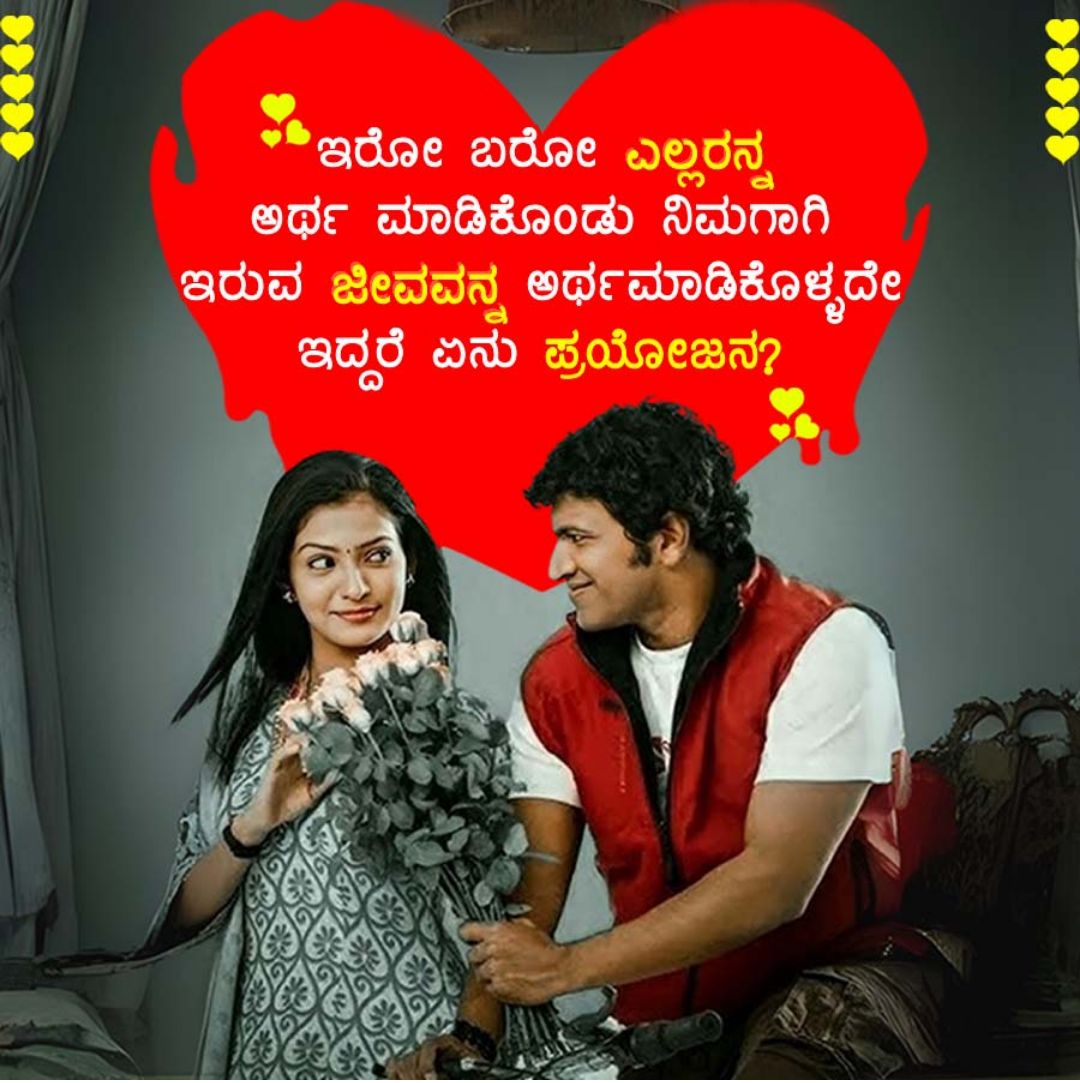 ಇರೋ ಬರೋ ಎಲ್ಲರನ್ನ
ಅರ್ಥ ಮಾಡಿಕೊಂಡು ನಿಮಗಾಗಿ
ಇರುವ ಜೀವವನ್ನ ಅರ್ಥಮಾಡಿಕೊಳ್ಳದೇ
ಇದ್ದರೆ ಏನು ಪ್ರಯೋಜನ?